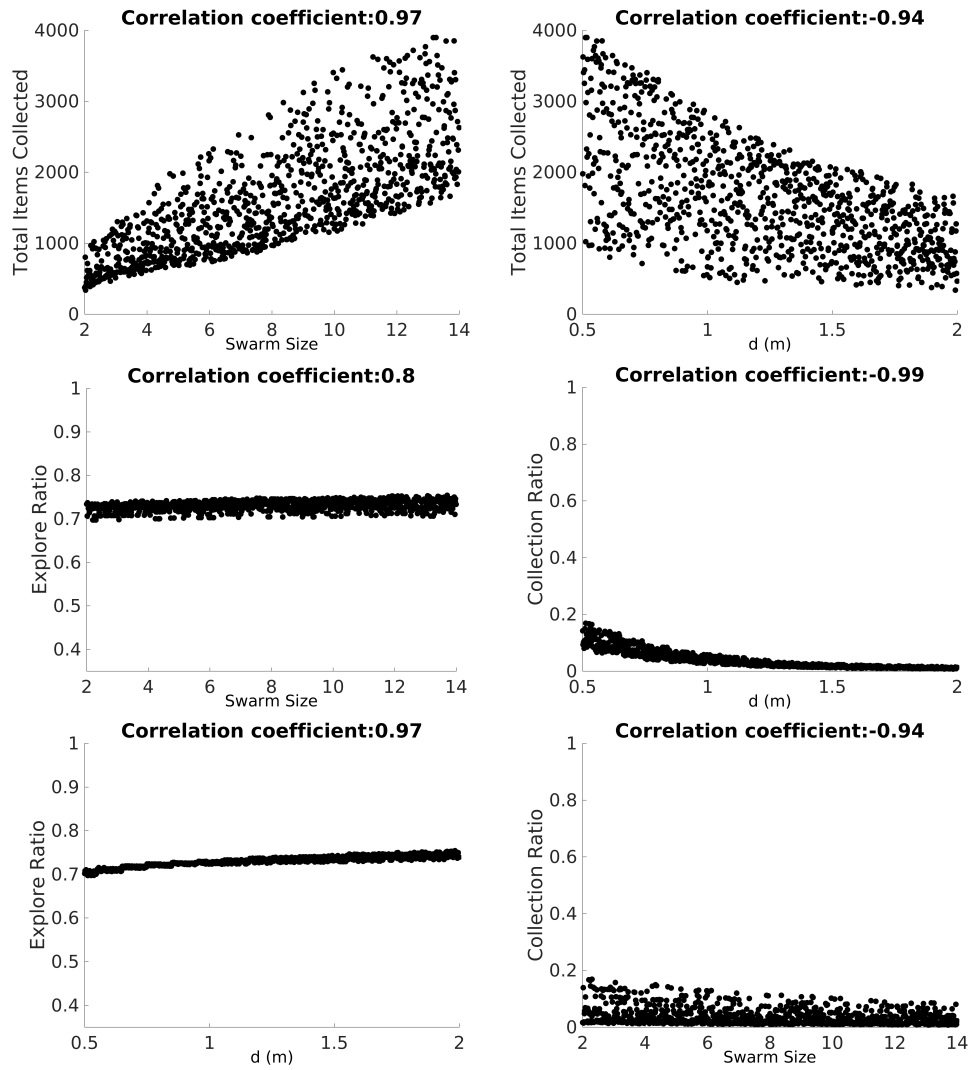 Correlation coefficient:0.97
4000
3000
2000
1000
0
Total Items Collected
2 4 6 8 10 12 14
Swarm Size
Correlation coefficient:-0.94
4000
3000
2000
1000
0
Total Items Collected
0.5 1 1.5 2
d (m)
Correlation coefficient:0.8
1
0.9
0.8
0.7
0.6
0.5
0.4
Explore Ratio
2 4 6 8 10 12 14
Swarm Size
Correlation coefficient:-0.99
1
0.8
0.6
0.4
0.2
0
Collection Ratio
0.5 1 1.5 2
d (m)
Correlation coefficient:0.97
1
0.9
0.8
0.7
0.6
0.5
0.4
Explore Ratio
0.5 1 1.5 2
d (m)
Correlation coefficient:-0.94
1
0.8
0.6
0.4
0.2
0
Collection Ratio
2 4 6 8 10 12 14
Swarm Size